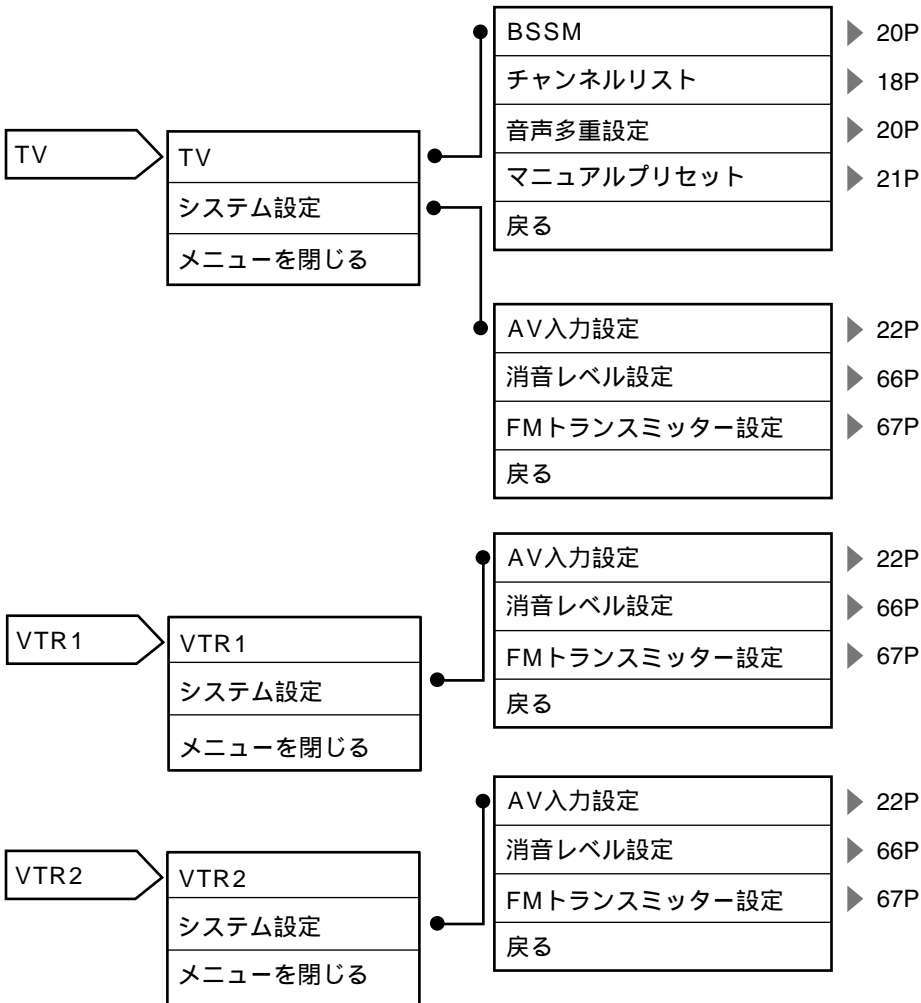 BSSM 20P
チャンネルリスト 18P
音声多重設定 20P
マニュアルプリセット 21P
戻る
TV
TV
システム設定
メニューを閉じる
AV入力設定 22P
消音レベル設定 66P
FMトランスミッター設定 67P
戻る
VTR1
VTR1
システム設定
メニューを閉じる
AV入力設定 22P
消音レベル設定 66P
FMトランスミッター設定 67P
戻る
VTR2
VTR2
システム設定
メニューを閉じる
AV入力設定 22P
消音レベル設定 66P
FMトランスミッター設定 67P
戻る